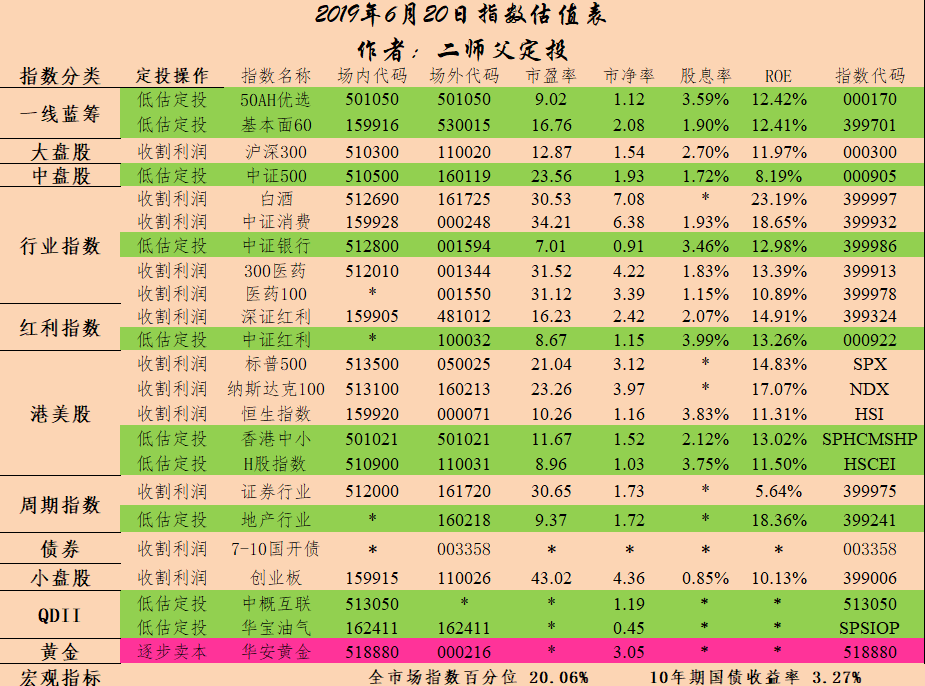 2019年6月20日指数估值表
作者：二师父定投
指数分类 定投操作 指数名称 场内代码 场外代码 市盈率 市净率 股息率 ROE 指数代码
一线蓝筹 低估定投 50AH优选 501050 501050 9.02 1.12 3.59% 12.42% 000170
低估定投 基本面60 159916 530015 16.76 2.08 1.90% 12.41% 399701
大盘股 收割利润 沪深300 510300 110020 12.87 1.54 2.70% 11.97% 000300
中盘股 低估定投 中证500 510500 160119 23.56 1.93 1.72% 8.19% 000905
行业指数 收割利润 白酒 512690 161725 30.53 7.08 * 23.19% 399997
收割利润 中证消费 159928 000248 34.21 6.38 1.93% 18.65% 399932
低估定投 中证银行 512800 001594 7.01 0.91 3.46% 12.98% 399986
收割利润 300医药 512010 001344 31.52 4.22 1.83% 13.39% 399913
收割利润 医药100 * 001550 31.12 3.39 1.15% 10.89% 399978
红利指数 收割利润 深证红利 159905 481012 16.23 2.42 2.07% 14.91% 399324
低估定投 中证红利 * 100032 8.67 1.15 3.99% 13.26% 000922
港美股 收割利润 标普500 513500 050025 21.04 3.12 * 14.83% SPX
收割利润 纳斯达克100 513100 160213 23.26 3.97 * 17.07% NDX
收割利润 恒生指数 159920 000071 10.26 1.16 3.83% 11.31% HSI
低估定投 香港中小 501021 501021 11.67 1.52 2.12% 13.02% SPHCMSHP
低估定投 H股指数 510900 110031 8.96 1.03 3.75% 11.50% HSCEI
周期指数 收割利润 证券行业 512000 161720 30.65 1.73 * 5.64% 399975
低估定投 地产行业 * 160218 9.37 1.72 * 18.36% 399241
债券 收割利润 7-10国开债 * 003358 * * * * 003358
小盘股 收割利润 创业板 159915 110026 43.02 4.36 0.85% 10.13% 399006
QDII 低估定投 中概互联 513050 * * 1.19 * * 513050
低估定投 华宝油气 162411 162411 * 0.45 * * SPSIOP
黄金 逐步卖本 华安黄金 518880 000216 * 3.05 * * 518880
宏观指标 全市场指数百分位 20.06% 10年期国债收益率 3.27%